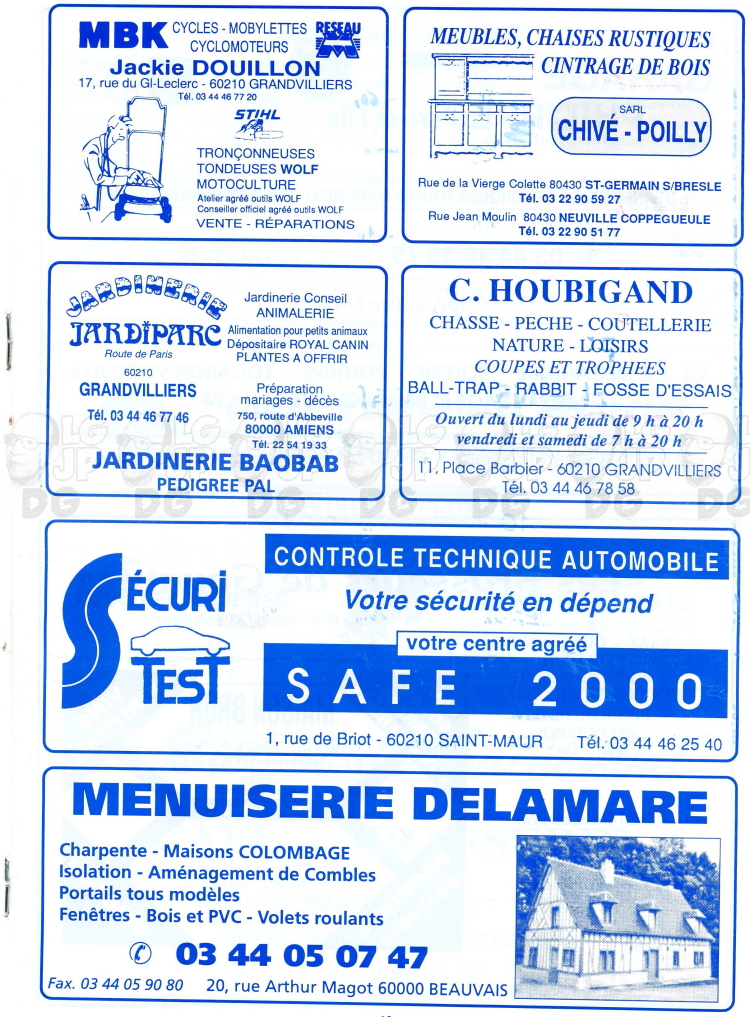 MBK CYCLES - MOBYLETTES
CYCLOMOTEURS
RESEAU
M
Jackie DOUILLON
17, rue du Gl-Leclerc - 60210 GRANDVILLIERS
Tél. 03 44 46 77 20
STIHL
TRONÇONNEUSES
TONDEUSES WOLF
MOTOCULTURE
Atelier agréé outils WOLF
Conseiller officiel agréé outils WOLF
VENTE - RÉPARATIONS
MEUBLES, CHAISES RUSTIQUES
CINTRAGE DE BOIS
SARL
CHIVÉ - POILLY
Rue de la Vierge Colette 80430 ST-GERMAIN S/BRESLE
Tél. 03 22 90 59 27
Rue Jean Moulin 80430 NEUVILLE COPPEGUEULE
Tél. 03 22 90 51 77
JARDINERIE
JARDIPARC
Route de Paris
60210
GRANDVILLIERS
Tél. 03 44 46 77 46
Jardinerie Conseil
ANIMALERIE
Alimentation pour petits animaux
Dépositaire ROYAL CANIN
PLANTES A OFFRIR
Préparation
mariages - décès
750, route d'Abbeville
80000 AMIENS
Tél. 22 54 19 33
JARDINERIE BAOBAB
PEDIGREE PAL
C. HOUBIGAND
CHASSE - PECHE - COUTELLERIE
NATURE - LOISIRS
COUPES ET TROPHEES
BALL-TRAP - RABBIT - FOSSE D'ESSAIS
Ouvert du lundi au jeudi de 9 h à 20 h
vendredi et samedi de 7 h à 20 h
11, Place Barbier - 60210 GRANDVILLIERS
Tél. 03 44 46 78 58
LG JP DG
SÉCURI
TEST
CONTROLE TECHNIQUE AUTOMOBILE
Votre sécurité en dépend
votre centre agréé
SAFE 2000
1, rue de Briot - 60210 SAINT-MAUR Tél. 03 44 46 25 40
MENUISERIE DELAMARE
Charpente - Maisons COLOMBAGE
Isolation - Aménagement de Combles
Portails tous modèles
Fenêtres - Bois et PVC - Volets roulants
03 44 05 07 47
Fax. 03 44 05 90 80 20, rue Arthur Magot 60000 BEAUVAIS